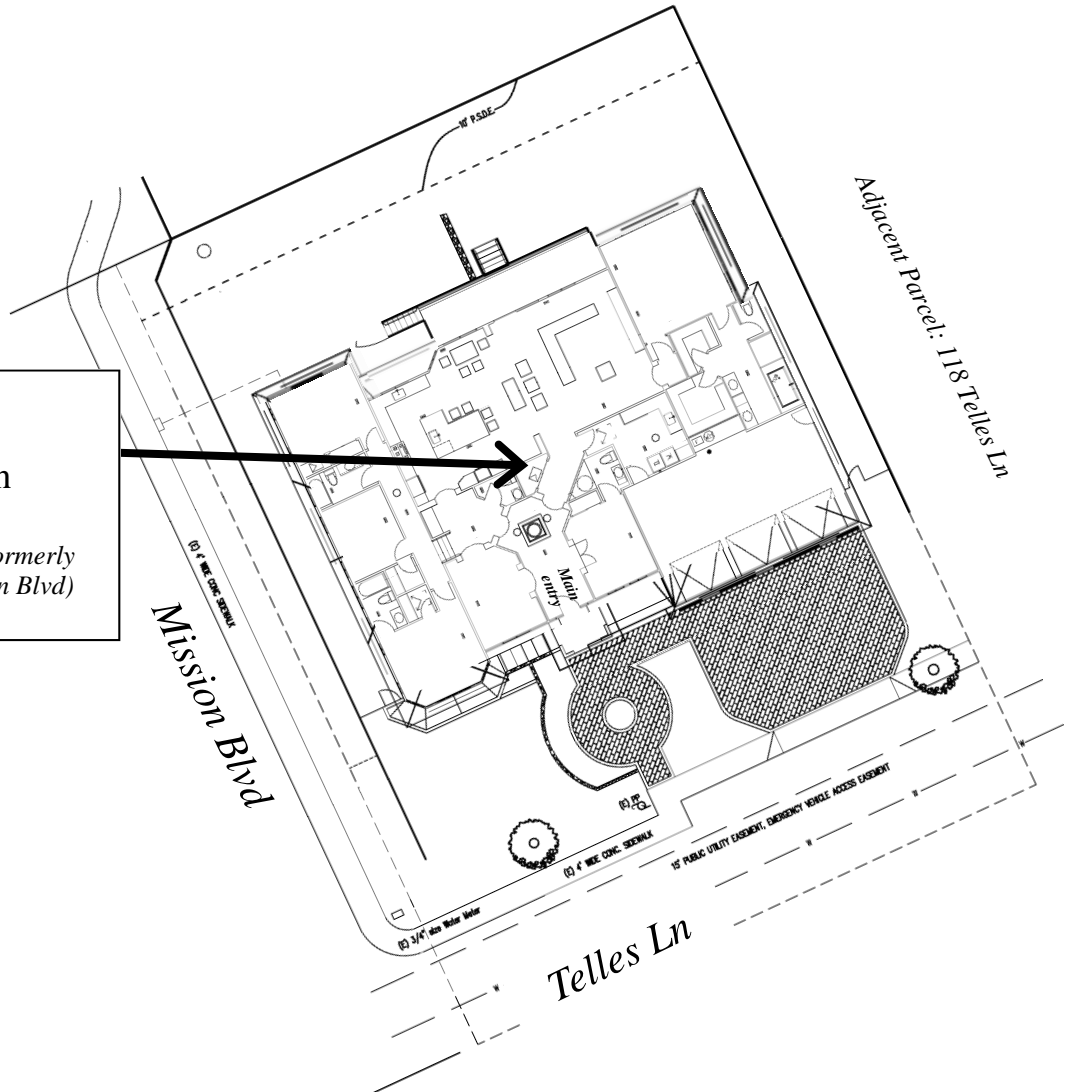 10' P.S.D.E.
Adjacent Parcel: 118 Telles Ln
n
ormerly
n Blvd)
(E) 4' WIDE CONC. SIDEWALK
Mission Blvd
Main
entry
(E) PP
(E) 4' WIDE CONC. SIDEWALK
15' PUBLIC UTILITY EASEMENT, EMERGENCY VEHICLE ACCESS EASEMENT
(E) 3/4" size Water Meter
Telles Ln
W
W
W
W